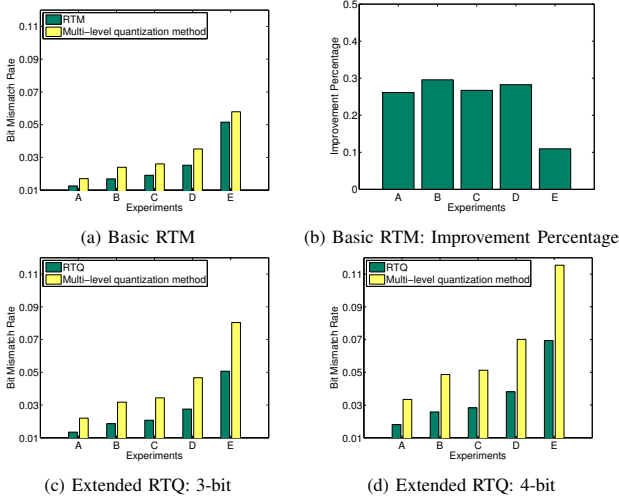 0.11
0.09
0.07
0.05
0.03
0.01
Bit Mismatch Rate
RTM
Multi−level quantization method
A B C D E
Experiments
(a) Basic RTM
0.5
0.4
0.3
0.2
0.1
0
Improvement Percentage
A B C D E
Experiments
(b) Basic RTM: Improvement Percentage
0.11
0.09
0.07
0.05
0.03
0.01
Bit Mismatch Rate
RTQ
Multi−level quantization method
A B C D E
Experiments
(c) Extended RTQ: 3-bit
0.11
0.09
0.07
0.05
0.03
0.01
Bit Mismatch Rate
RTQ
Multi−level quantization method
A B C D E
Experiments
(d) Extended RTQ: 4-bit